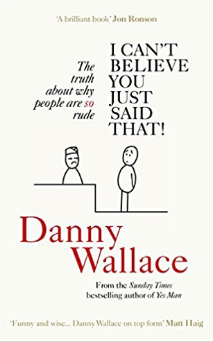 'A brilliant book' Jon Ronson
The
truth
about why
people are so
rude
I CAN'T
BELIEVE
YOU
JUST
SAID
THAT!
Danny
Wallace
From the Sunday Times
bestselling author of Yes Man
'Funny and wise... Danny Wallace on top form' Matt Haig